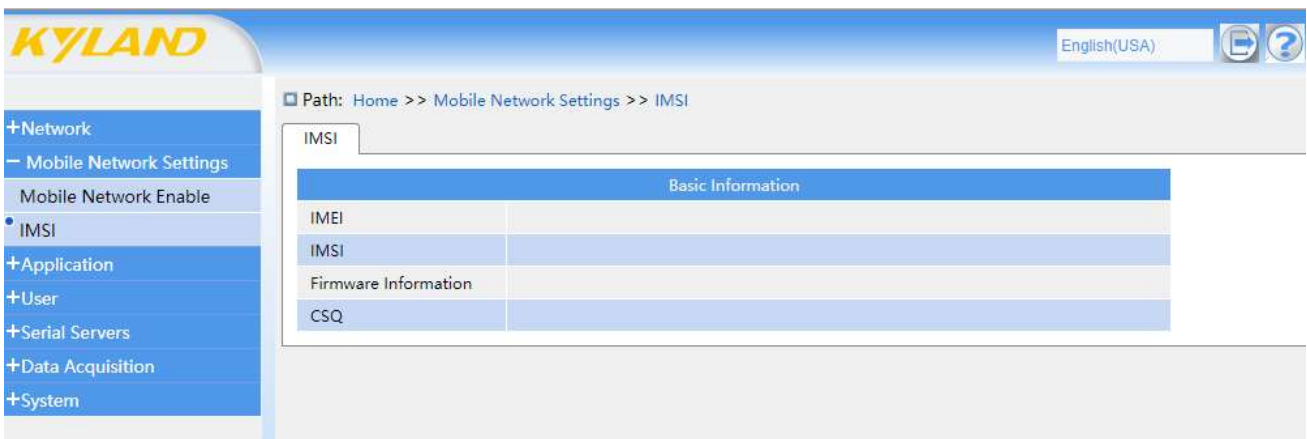 KYLAND
English(USA)
Path: Home >> Mobile Network Settings >> IMSI
+Network
− Mobile Network Settings
Mobile Network Enable
IMSI
+Application
+User
+Serial Servers
+Data Acquisition
+System
IMSI
Basic Information
IMEI
IMSI
Firmware Information
CSQ